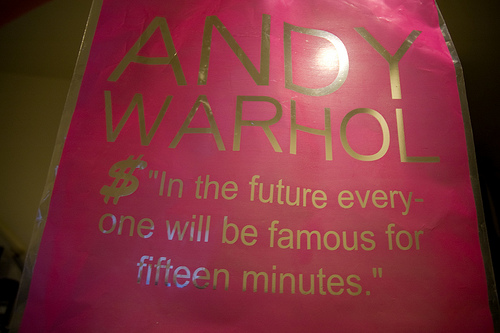 ANDY
WARHOL
$ "In the future every-
one will be famous for
fifteen minutes."